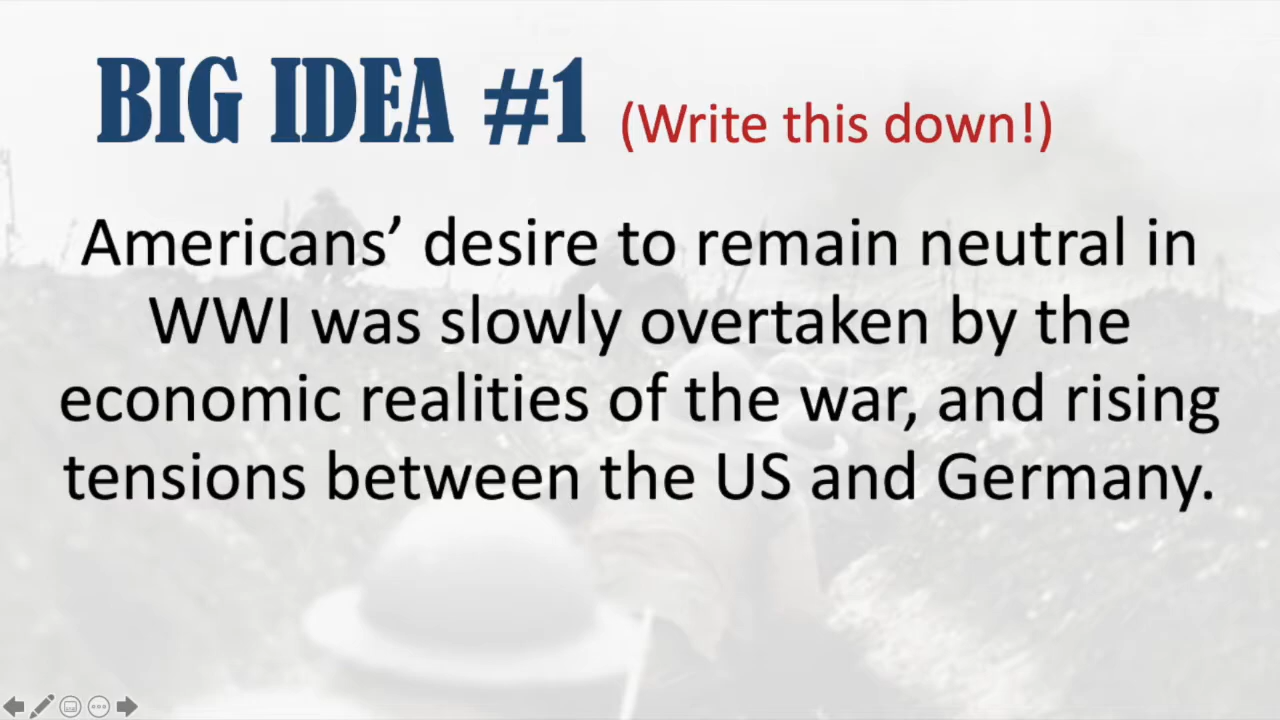 BIG IDEA #1 (Write this down!)
Americans’ desire to remain neutral in
WWI was slowly overtaken by the
economic realities of the war, and rising
tensions between the US and Germany.